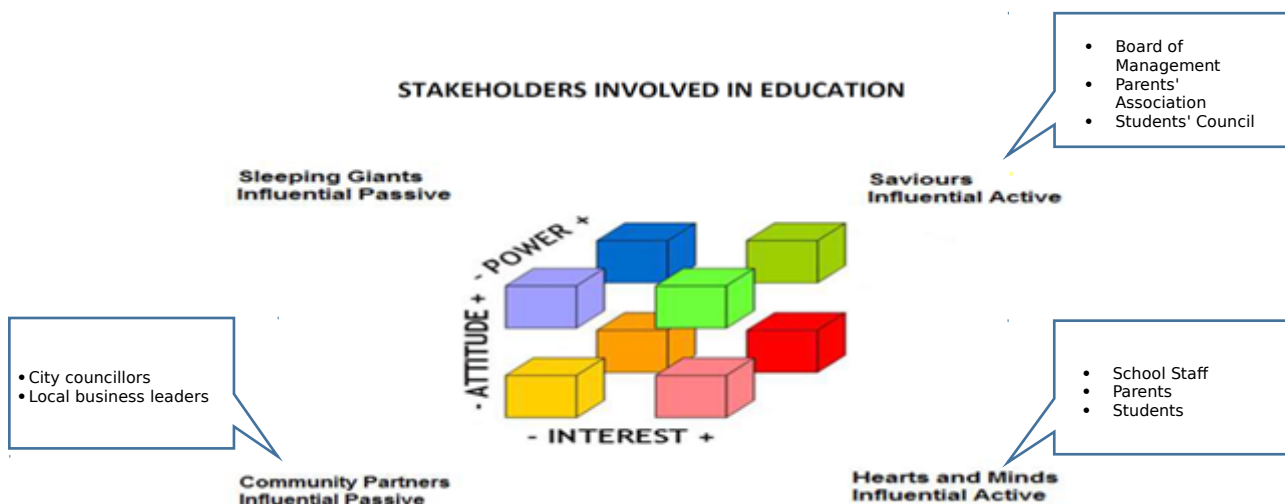 • Board of
Management
• Parents'
Association
• Students' Council
STAKEHOLDERS INVOLVED IN EDUCATION
Sleeping Giants
Influential Passive
Saviours
Influential Active
- POWER +
- ATTITUDE +
- INTEREST +
• City councillors
• Local business leaders
• School Staff
• Parents
• Students
Community Partners
Influential Passive
Hearts and Minds
Influential Active